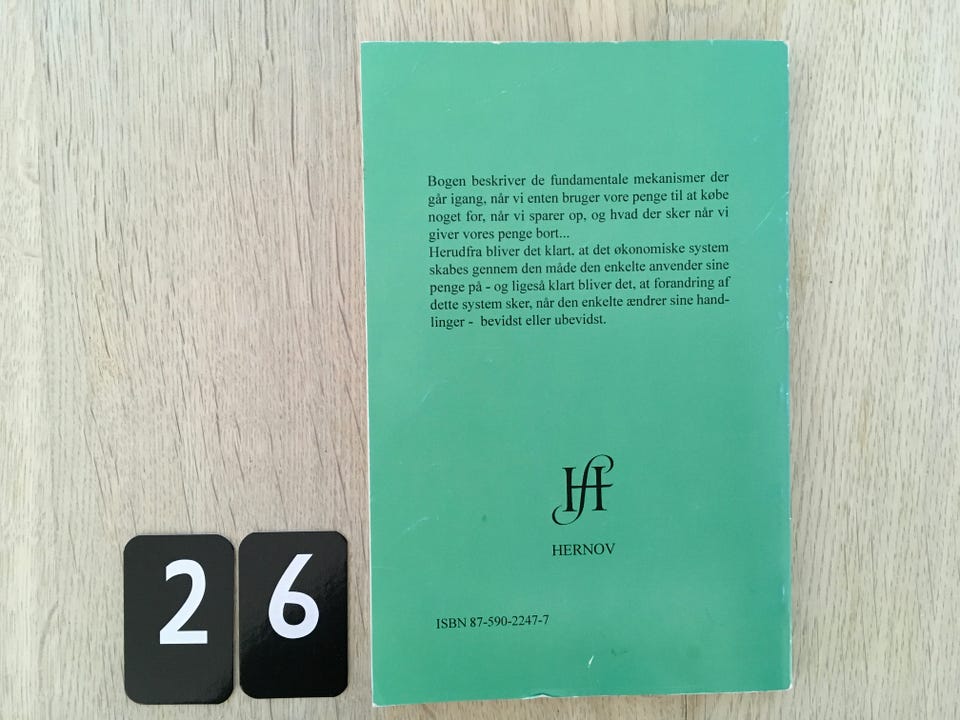 Bogen beskriver de fundamentale mekanismer der
går igang, når vi enten bruger vore penge til at købe
noget for, når vi sparer op, og hvad der sker når vi
giver vores penge bort...
Herudfra bliver det klart, at det økonomiske system
skabes gennem den måde den enkelte anvender sine
penge på - og ligeså klart bliver det, at forandring af
dette system sker, når den enkelte ændrer sine hand-
linger - bevidst eller ubevidst.
HfH
HERNOV
ISBN 87-590-2247-7
2 6